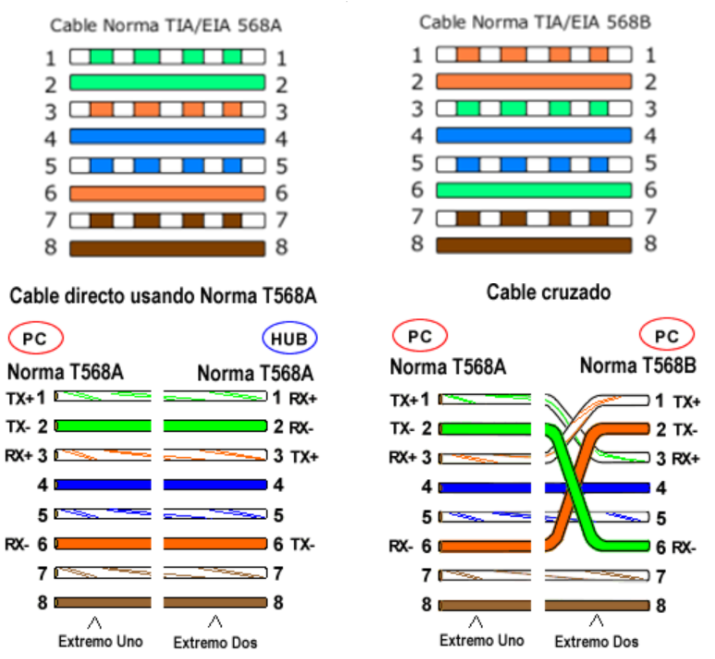 Cable Norma TIA/EIA 568A
1 1
2 2
3 3
4 4
5 5
6 6
7 7
8 8
Cable Norma TIA/EIA 568B
1 1
2 2
3 3
4 4
5 5
6 6
7 7
8 8
Cable directo usando Norma T568A
PC HUB
Norma T568A Norma T568A
TX+ 1 1 RX+
TX- 2 2 RX-
RX+ 3 3 TX+
4 4
5 5
RX- 6 6 TX-
7 7
8 8
Extremo Uno Extremo Dos
Cable cruzado
PC PC
Norma T568A Norma T568B
TX+ 1 1 TX+
TX- 2 2 TX-
RX+ 3 3 RX+
4 4
5 5
RX- 6 6 RX-
7 7
8 8
Extremo Uno Extremo Dos